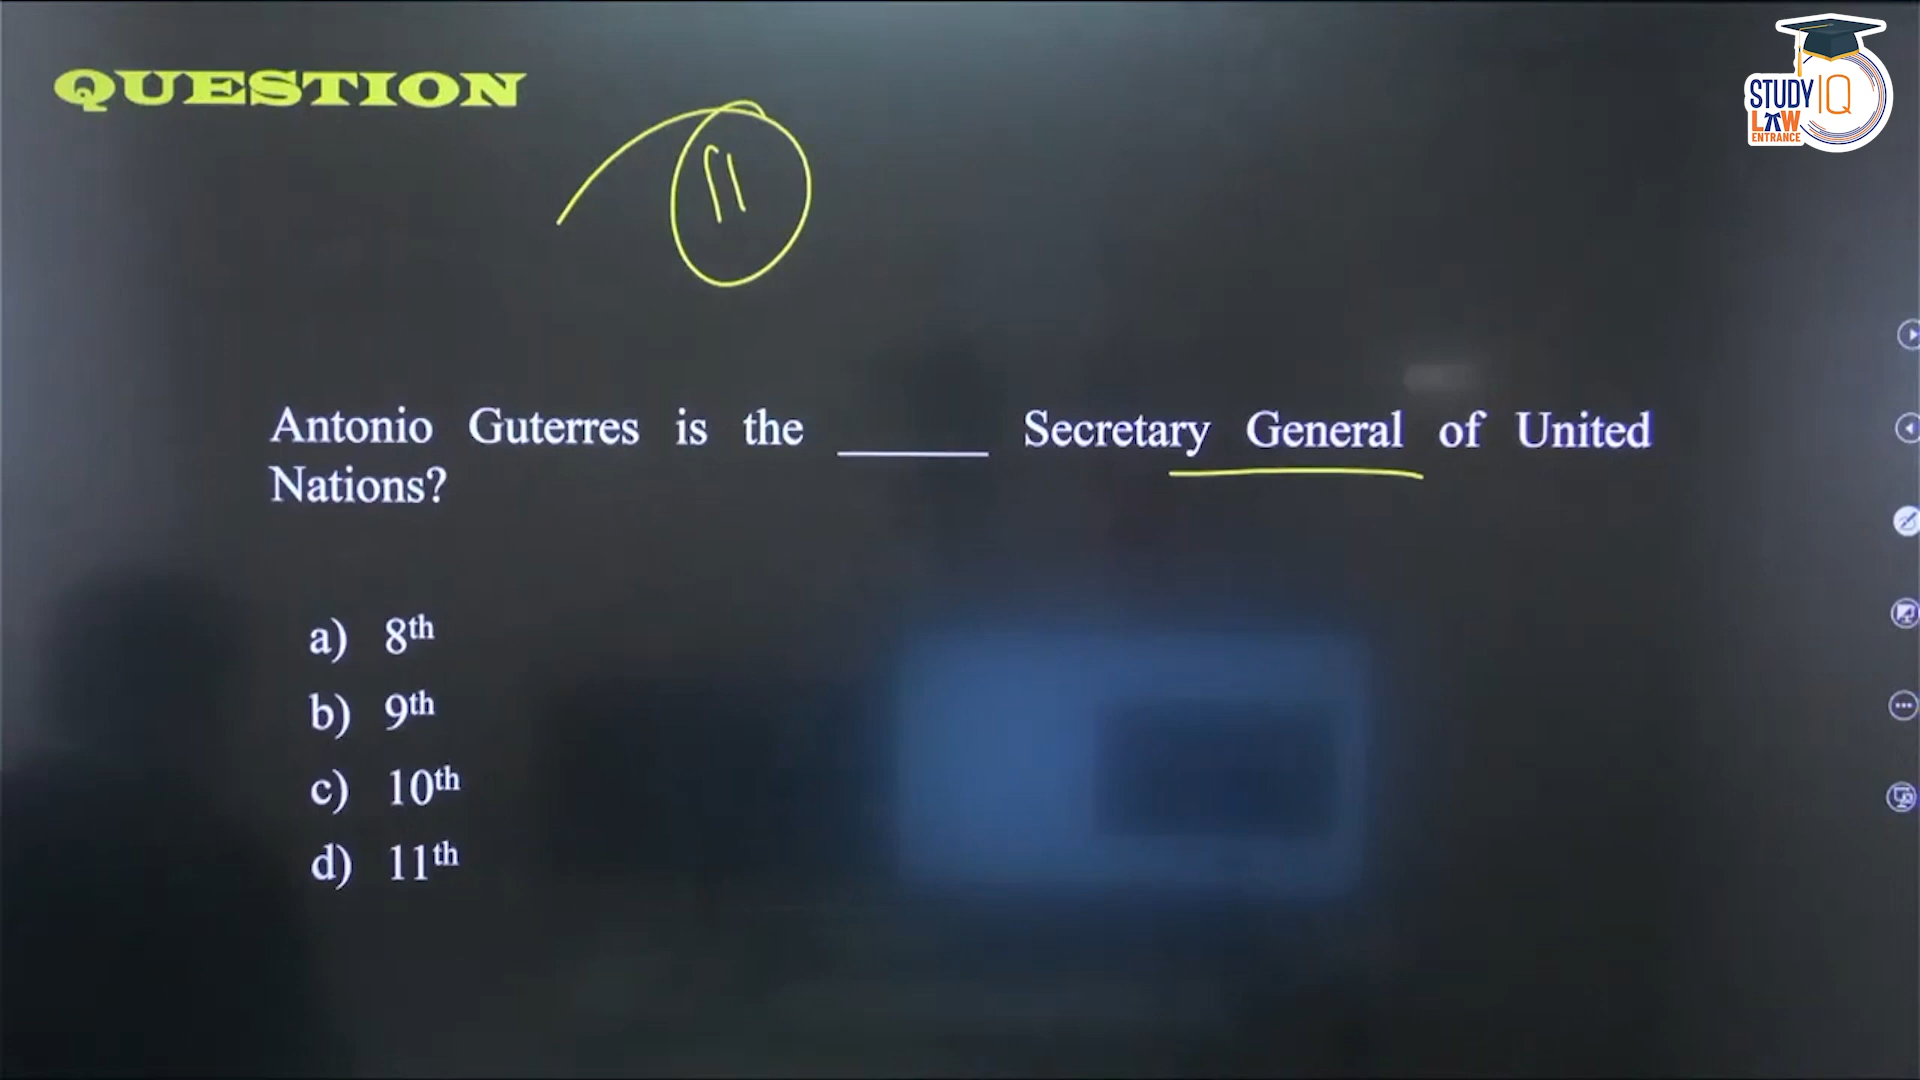 QUESTION
STUDY IQ
LAW
ENTRANCE
11
Antonio Guterres is the ______ Secretary General of United
Nations?
a) 8th
b) 9th
c) 10th
d) 11th